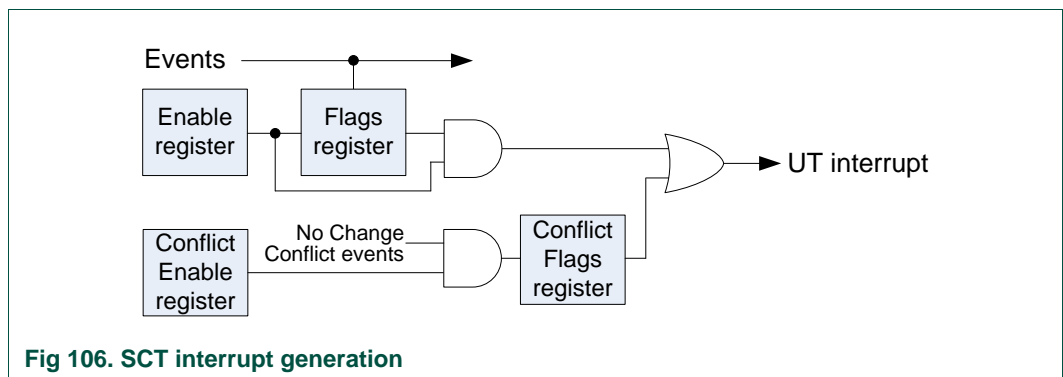 Events
Enable
register
Flags
register
UT interrupt
No Change
Conflict events
Conflict
Enable
register
Conflict
Flags
register
Fig 106. SCT interrupt generation